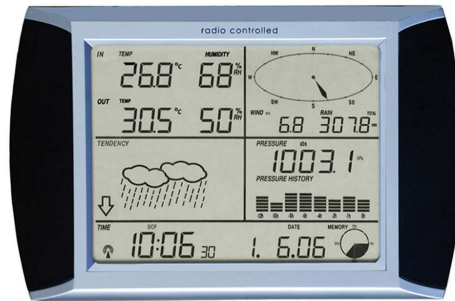 radio controlled
IN TEMP HUMIDITY
26.8 °C 68 % RH
OUT TEMP
30.5 °C 50 % RH
NW N NE
W E
SW S SE
WIND m/s RAIN TOTAL
6.8 307.8 mm
TENDENCY
PRESSURE abs
1003.1 hPa
PRESSURE HISTORY
TIME DCF DATE MEMORY
10:06 30 1. 6.06